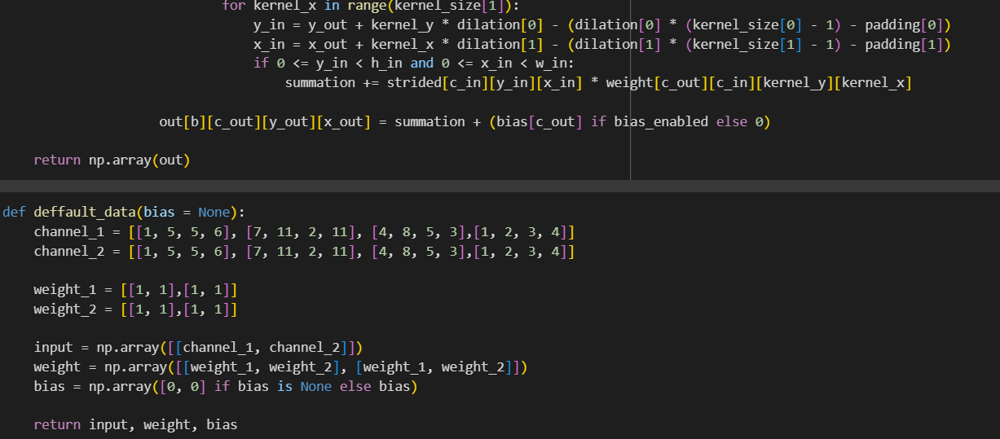 for kernel_x in range(kernel_size[1]):
y_in = y_out + kernel_y * dilation[0] - (dilation[0] * (kernel_size[0] - 1) - padding[0])
x_in = x_out + kernel_x * dilation[1] - (dilation[1] * (kernel_size[1] - 1) - padding[1])
if 0 <= y_in < h_in and 0 <= x_in < w_in:
summation += strided[c_in][y_in][x_in] * weight[c_out][c_in][kernel_y][kernel_x]
out[b][c_out][y_out][x_out] = summation + (bias[c_out] if bias_enabled else 0)
return np.array(out)
def deffault_data(bias = None):
channel_1 = [[1, 5, 5, 6], [7, 11, 2, 11], [4, 8, 5, 3],[1, 2, 3, 4]]
channel_2 = [[1, 5, 5, 6], [7, 11, 2, 11], [4, 8, 5, 3],[1, 2, 3, 4]]
weight_1 = [[1, 1],[1, 1]]
weight_2 = [[1, 1],[1, 1]]
input = np.array([[channel_1, channel_2]])
weight = np.array([[weight_1, weight_2], [weight_1, weight_2]])
bias = np.array([0, 0] if bias is None else bias)
return input, weight, bias